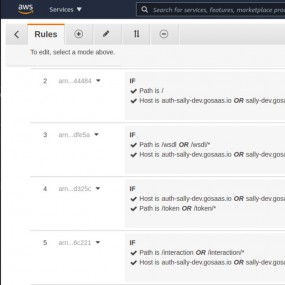 aws
Services
Search for services, features, marketplace pro
Rules
To edit, select a mode above.
2 arn...44484 IF
Path is /
Host is auth-sally-dev.gosaas.io OR sally-dev.gosaa
3 arn...dfe5a IF
Path is /wsdl OR /wsdl/*
Host is auth-sally-dev.gosaas.io OR sally-dev.gosaa
4 arn...d325c IF
Host is auth-sally-dev.gosaas.io OR sally-dev.gosaa
Path is /token OR /token/*
5 arn...6c221 IF
Path is /interaction OR /interaction/*
Host is auth-sally-dev.gosaas.io OR sally-dev.gosaa